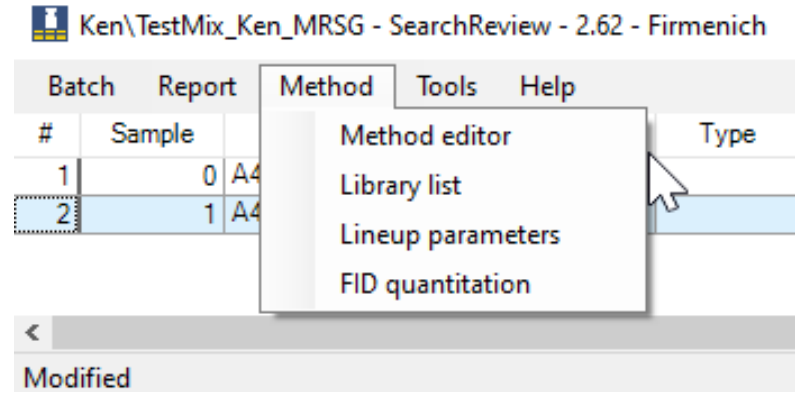 Ken\TestMix_Ken_MRSG - SearchReview - 2.62 - Firmenich
Batch Report Method Tools Help
# Sample Type
1 0 A4
2 1 A4
Method editor
Library list
Lineup parameters
FID quantitation
Modified